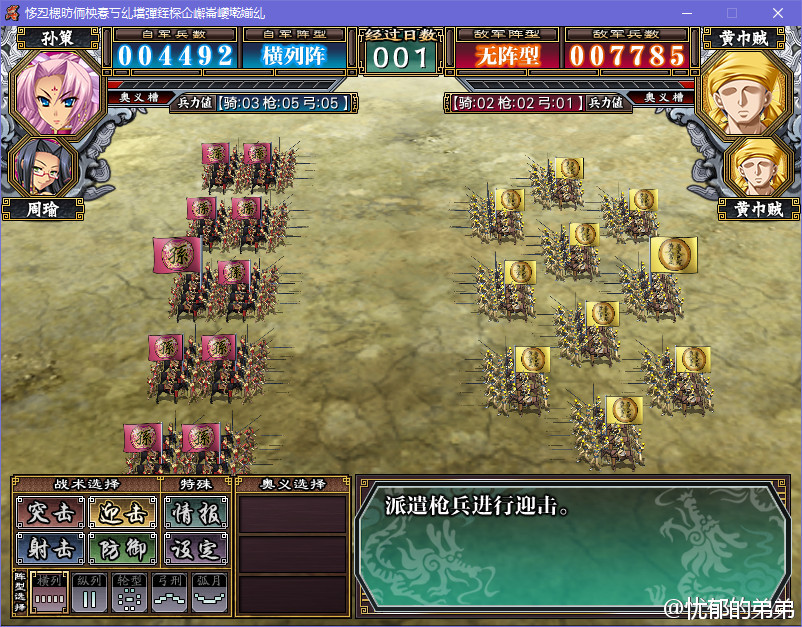 孙策
自军兵数
自军阵型
经过日数
敌军阵型
敌军兵数
黄巾贼
004492
横列阵
001
无阵型
007785
奥义槽
兵力值
【骑:03 枪:05 弓:05】
【骑:02 枪:02 弓:01】
兵力值
奥义槽
周瑜
黄巾贼
战术选择
特殊
奥义选择
突击
迎击
情报
射击
防御
设定
阵型选择
横列
纵列
轮型
弓刑
弧月
派遣枪兵进行迎击。
@忧郁的弟弟